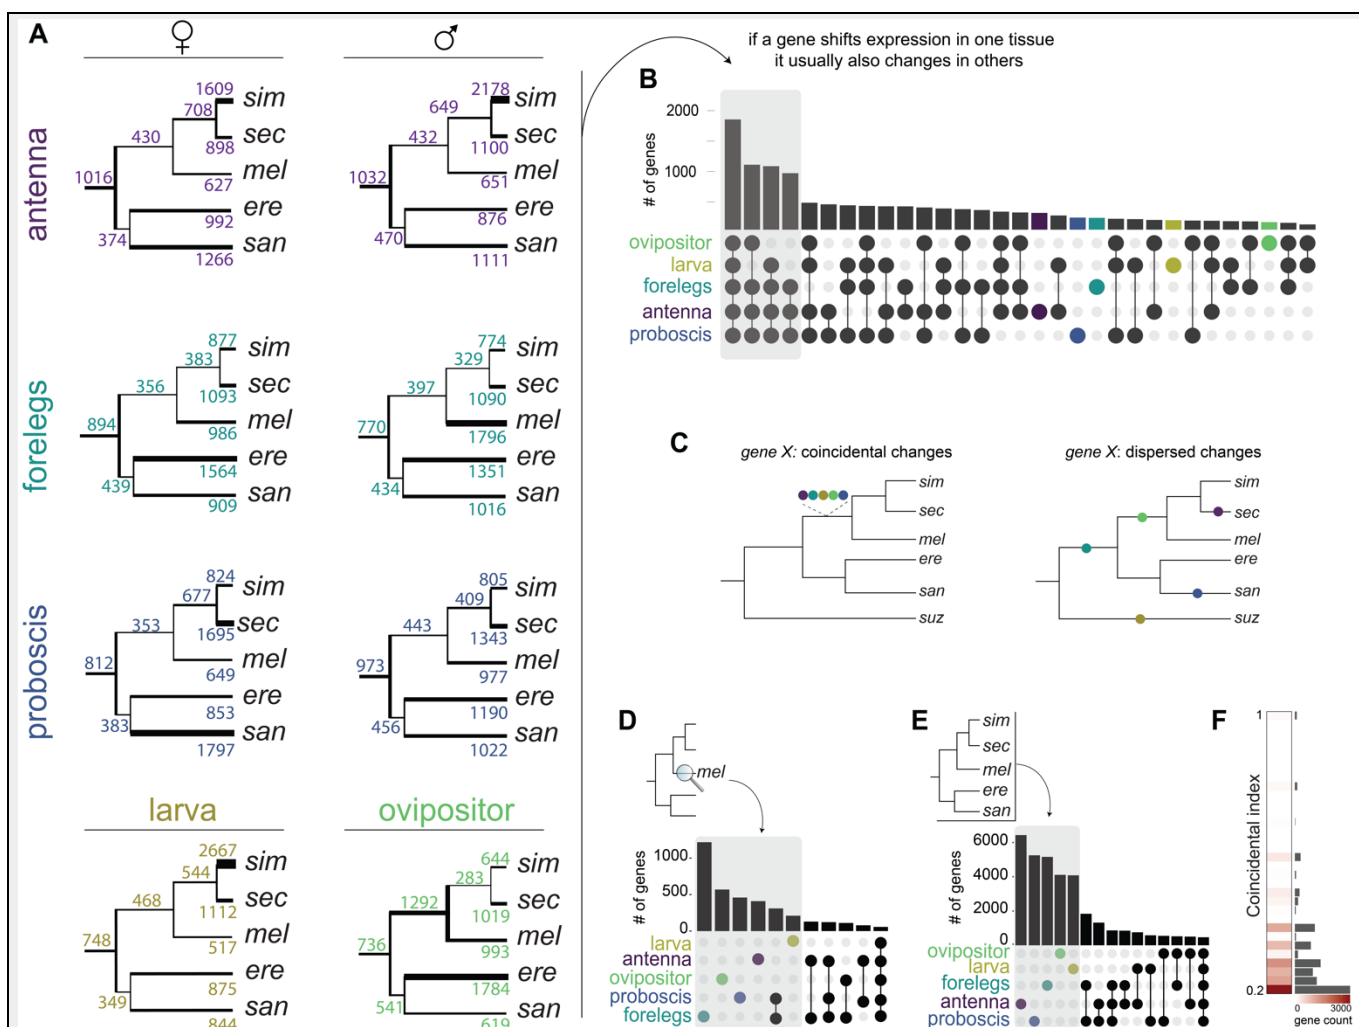 A
♀
♂
antenna
1609
708
sim
430
sec
898
1016
mel
627
ere
992
374
san
1266
2178
649
sim
432
sec
1100
1032
mel
651
ere
876
470
san
1111
forelegs
877
383
sim
356
sec
1093
894
mel
986
ere
1564
439
san
909
774
329
sim
397
sec
1090
770
mel
1796
ere
1351
434
san
1016
proboscis
824
677
sim
353
sec
1695
812
mel
649
ere
853
383
san
1797
805
409
sim
443
sec
1343
973
mel
977
ere
1190
456
san
1022
larva
2667
544
sim
468
sec
1112
748
mel
517
ere
875
349
san
844
ovipositor
644
283
sim
1292
sec
1019
736
mel
993
ere
1784
541
san
619
if a gene shifts expression in one tissue
it usually also changes in others
B
# of genes
2000
1000
ovipositor
larva
forelegs
antenna
proboscis
C
gene X: coincidental changes
sim
sec
mel
ere
san
suz
gene X: dispersed changes
sim
sec
mel
ere
san
suz
D
mel
# of genes
1000
500
0
larva
antenna
ovipositor
proboscis
forelegs
E
sim
sec
mel
ere
san
# of genes
6000
4000
2000
0
ovipositor
larva
forelegs
antenna
proboscis
F
Coincidental index
1
0.2
0 3000
gene count